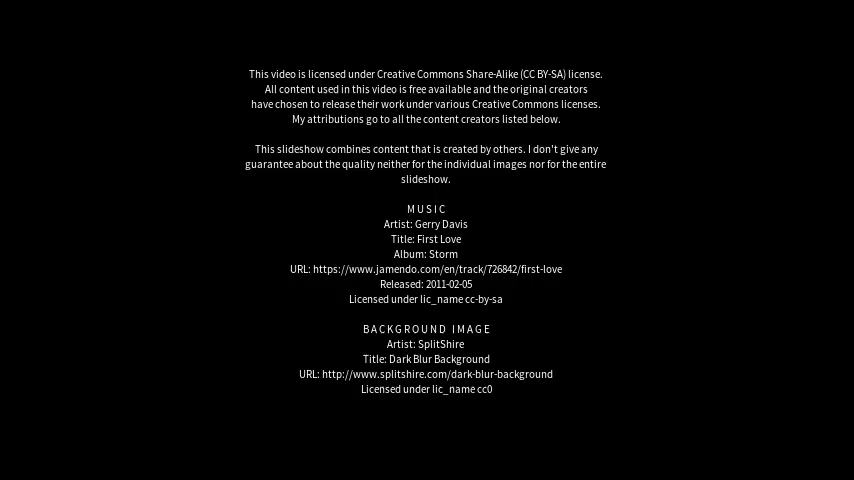 This video is licensed under Creative Commons Share-Alike (CC BY-SA) license.
All content used in this video is free available and the original creators
have chosen to release their work under various Creative Commons licenses.
My attributions go to all the content creators listed below.
This slideshow combines content that is created by others. I don't give any
guarantee about the quality neither for the individual images nor for the entire
slideshow.
MUSIC
Artist: Gerry Davis
Title: First Love
Album: Storm
URL: https://www.jamendo.com/en/track/726842/first-love
Released: 2011-02-05
Licensed under lic_name cc-by-sa
BACKGROUND IMAGE
Artist: SplitShire
Title: Dark Blur Background
URL: http://www.splitshire.com/dark-blur-background
Licensed under lic_name cc0